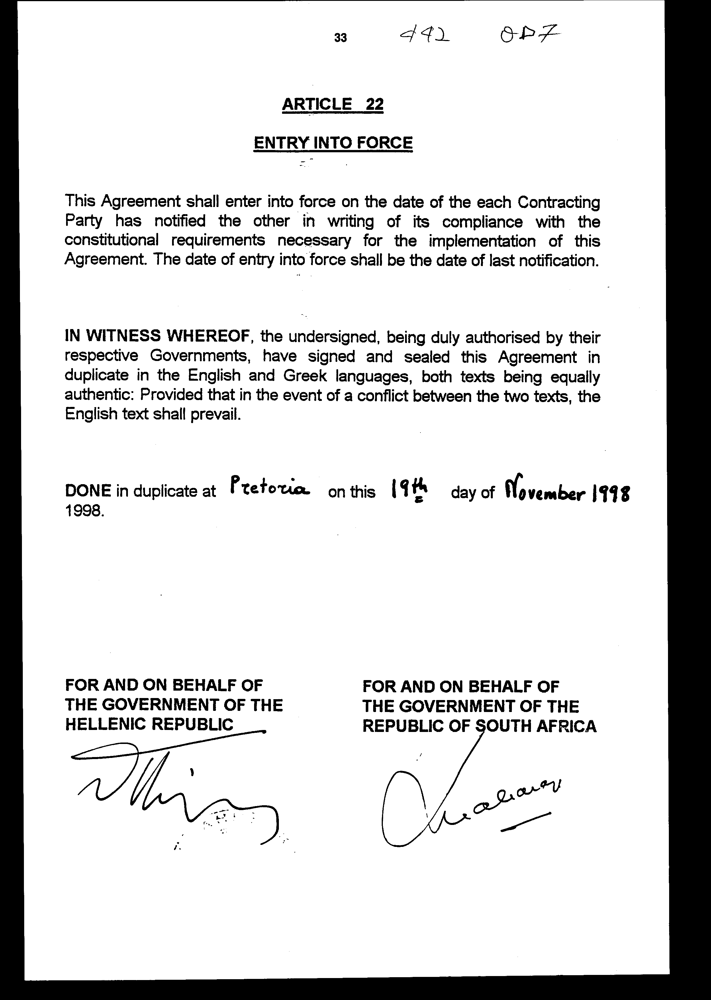 33 442
ARTICLE 22
ENTRY INTO FORCE
This Agreement shall enter into force on the date of the each Contracting
Party has notified the other in writing of its compliance with the
constitutional requirements necessary for the implementation of this
Agreement. The date of entry into force shall be the date of last notification.
IN WITNESS WHEREOF, the undersigned, being duly authorised by their
respective Governments, have signed and sealed this Agreement in
duplicate in the English and Greek languages, both texts being equally
authentic: Provided that in the event of a conflict between the two texts, the
English text shall prevail.
DONE in duplicate at Pretoria on this 19th day of November 1998
1998.
FOR AND ON BEHALF OF
THE GOVERNMENT OF THE
HELLENIC REPUBLIC
FOR AND ON BEHALF OF
THE GOVERNMENT OF THE
REPUBLIC OF SOUTH AFRICA